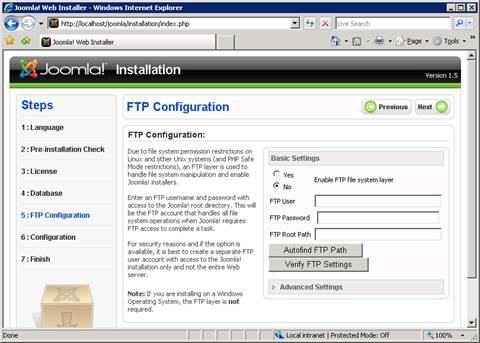 Joomla! Web Installer - Windows Internet Explorer
http://localhost/joomla/installation/index.php
Live Search
Joomla! Web Installer
Page
Tools
Joomla! Installation
Version 1.5
Steps
1 : Language
2 : Pre-installation Check
3 : License
4 : Database
5 : FTP Configuration
6 : Configuration
7 : Finish
FTP Configuration
Previous
Next
FTP Configuration:
Due to file system permission restrictions on
Linux and other Unix systems (and PHP Safe
Mode restrictions), an FTP layer is used to
handle file system manipulation and enable
Joomla! installers.
Enter an FTP username and password with
access to the Joomla! root directory. This will
be the FTP account that handles all file
system operations when Joomla! requires
FTP access to complete a task.
For security reasons and if the option is
available, it is best to create a separate FTP
user account with access to the Joomla!
installation only and not the entire Web
server.
Note: If you are installing on a Windows
Operating System, the FTP layer is not
required.
Basic Settings
Yes
No
Enable FTP file system layer
FTP User
FTP Password
FTP Root Path
Autofind FTP Path
Verify FTP Settings
Advanced Settings
Done
Local intranet | Protected Mode: Off
100%